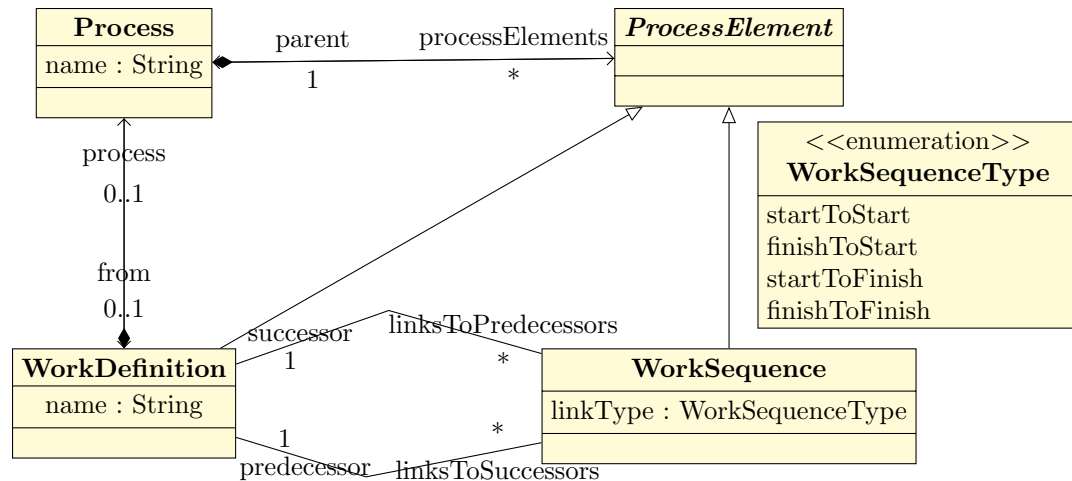 Process
name : String
parent
processElements
1
*
ProcessElement
<<enumeration>>
WorkSequenceType
startToStart
finishToStart
startToFinish
finishToFinish
process
0..1
from
0..1
successor
1
linksToPredecessors
*
WorkDefinition
name : String
WorkSequence
linkType : WorkSequenceType
1
predecessor
*
linksToSuccessors